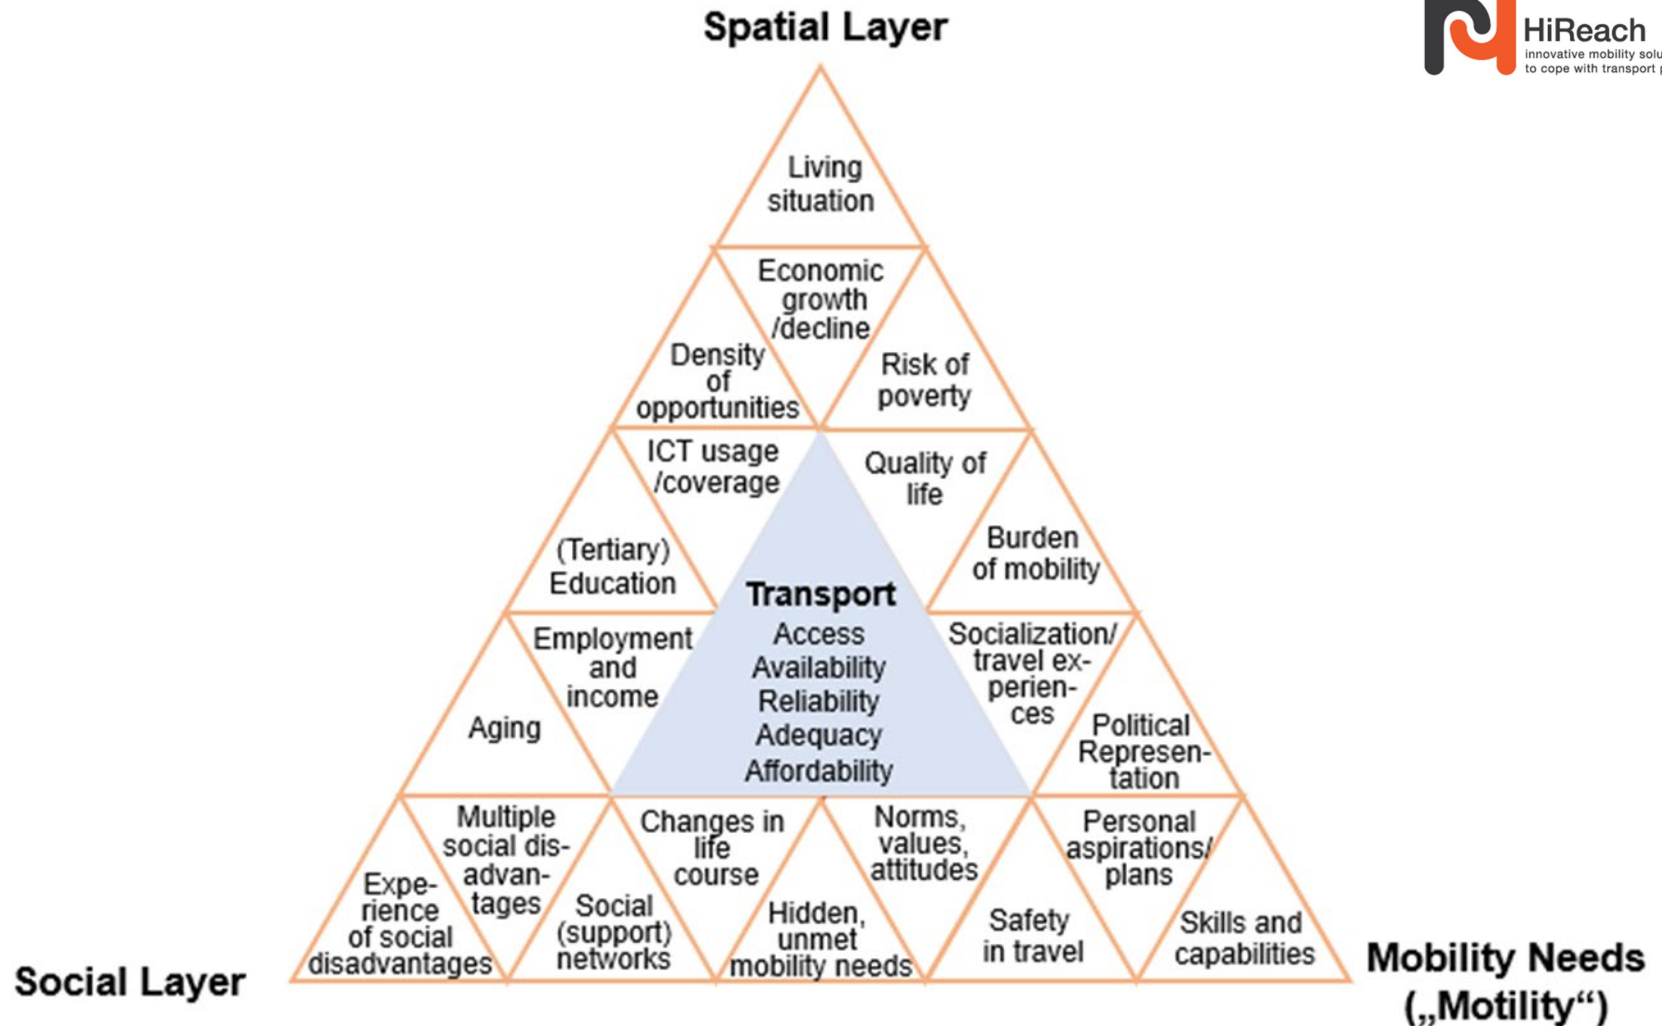 Spatial Layer
HiReach
innovative mobility
to cope with transport
Living
situation
Economic
growth
/decline
Density
of
opportunities
Risk of
poverty
ICT usage
/coverage
Quality of
life
(Tertiary)
Education
Burden
of mobility
Transport
Access
Availability
Reliability
Adequacy
Affordability
Employment
and
income
Socialization/
travel ex-
perien-
ces
Aging
Political
Represen-
tation
Multiple
social dis-
advan-
tages
Changes in
life
course
Norms,
values,
attitudes
Personal
aspirations/
plans
Expe-
rience
of social
disadvantages
Social
(support)
networks
Hidden,
unmet
mobility needs
Safety
in travel
Skills and
capabilities
Social Layer
Mobility Needs
(„Motility“)